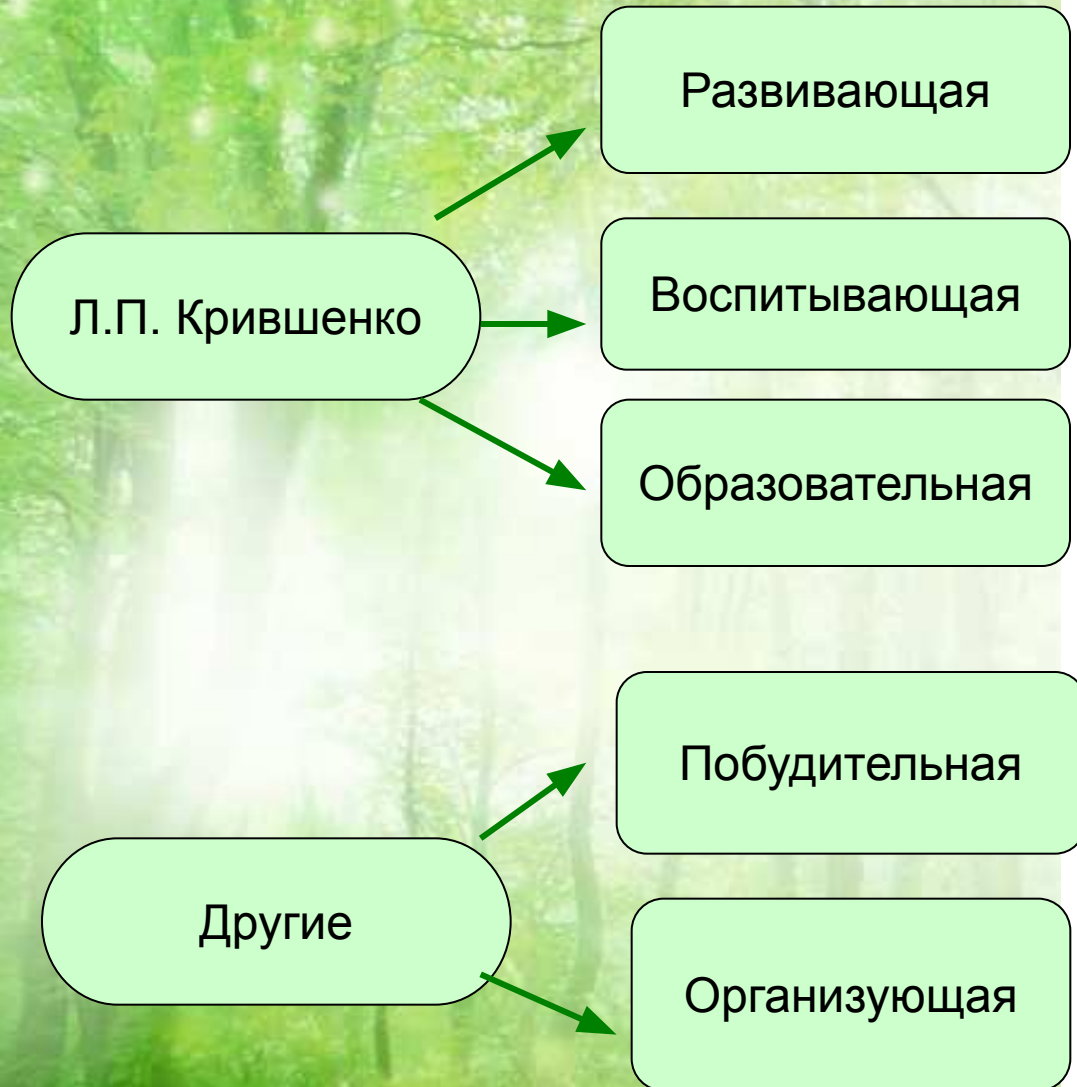 Л.П. Крившенко
Развивающая
Воспитывающая
Образовательная
Другие
Побудительная
Организующая